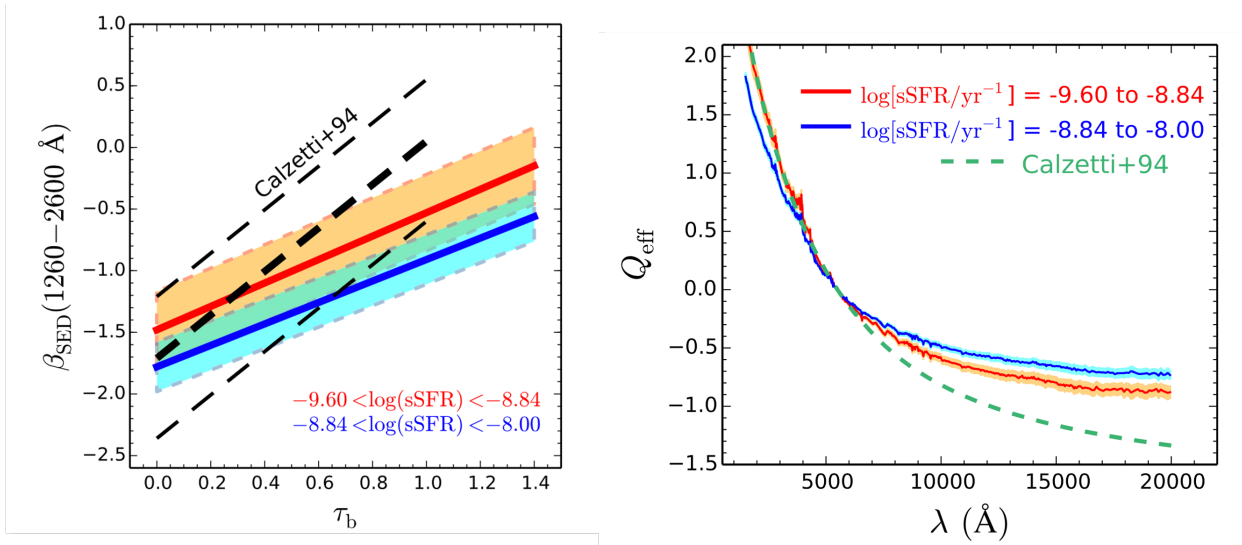 1.0
0.5
0.0
−0.5
−1.0
−1.5
−2.0
−2.5
β_SED(1260−2600 Å)
Calzetti+94
−9.60 <log(sSFR) <−8.84
−8.84 <log(sSFR) <−8.00
0.0 0.2 0.4 0.6 0.8 1.0 1.2 1.4
τ_b
2.0
1.5
1.0
0.5
0.0
−0.5
−1.0
−1.5
Q_eff
log[sSFR/yr⁻¹] = -9.60 to -8.84
log[sSFR/yr⁻¹] = -8.84 to -8.00
Calzetti+94
5000 10000 15000 20000
λ (Å)